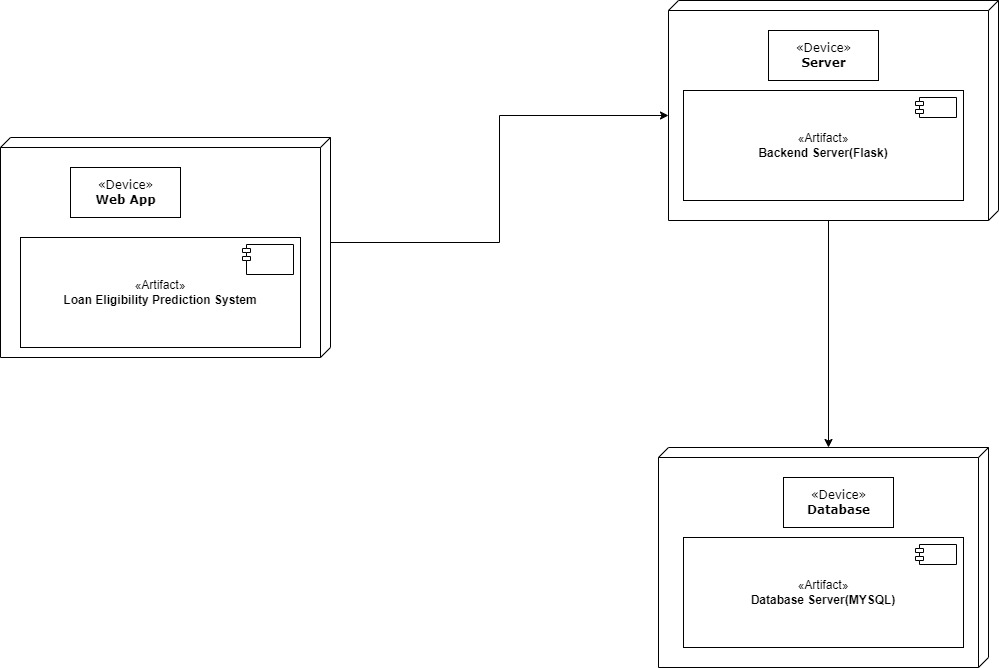 «Device»
Server
«Artifact»
Backend Server(Flask)
«Device»
Web App
«Artifact»
Loan Eligibility Prediction System
«Device»
Database
«Artifact»
Database Server(MYSQL)